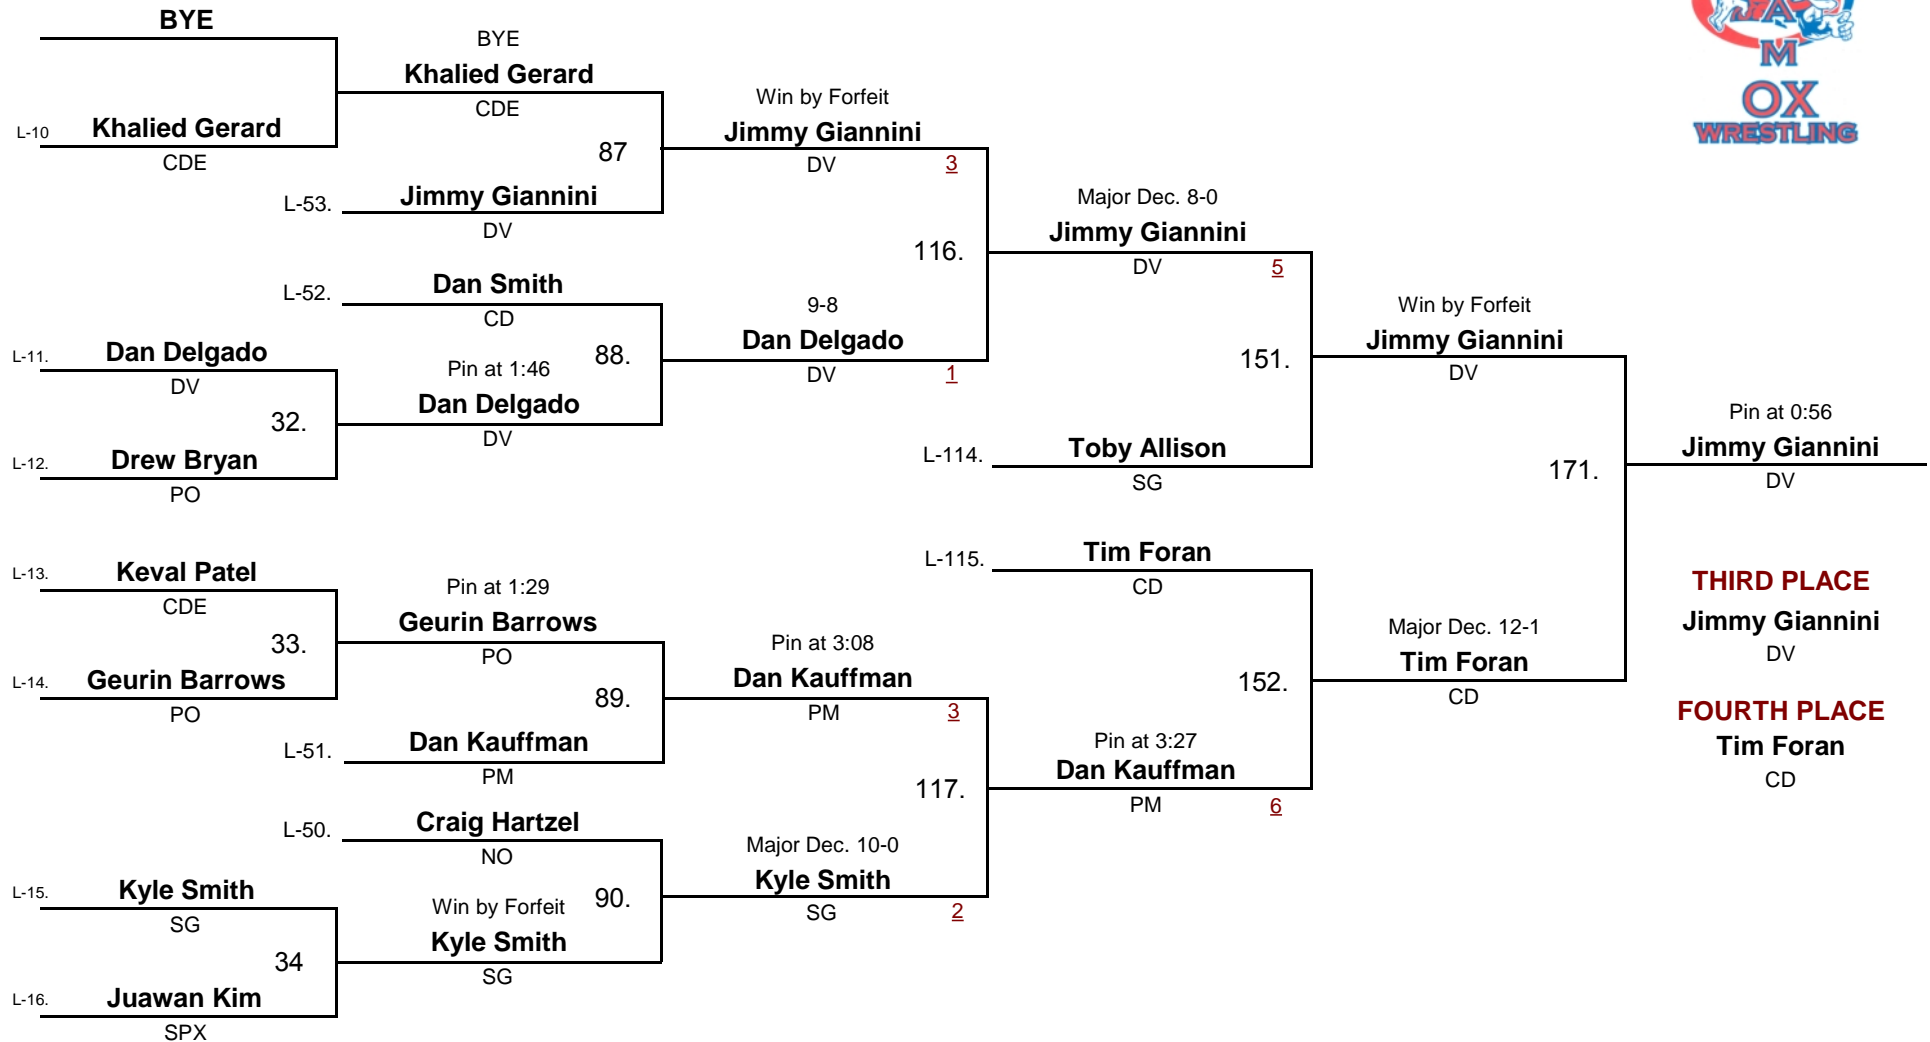 BYE
L-10
Khalied Gerard
CDE
BYE
Khalied Gerard
CDE
87
L-53.
Jimmy Giannini
DV
Win by Forfeit
Jimmy Giannini
DV
3
L-52.
Dan Smith
CD
L-11.
Dan Delgado
DV
32.
L-12.
Drew Bryan
PO
Pin at 1:46
Dan Delgado
DV
88.
9-8
Dan Delgado
DV
1
116.
Major Dec. 8-0
Jimmy Giannini
DV
5
151.
L-114.
Toby Allison
SG
Win by Forfeit
Jimmy Giannini
DV
171.
Pin at 0:56
Jimmy Giannini
DV
L-13.
Keval Patel
CDE
33.
L-14.
Geurin Barrows
PO
Pin at 1:29
Geurin Barrows
PO
89.
L-51.
Dan Kauffman
PM
Pin at 3:08
Dan Kauffman
PM
3
L-50.
Craig Hartzel
NO
L-15.
Kyle Smith
SG
34
L-16.
Juawan Kim
SPX
Win by Forfeit
Kyle Smith
SG
90.
Major Dec. 10-0
Kyle Smith
SG
2
117.
Pin at 3:27
Dan Kauffman
PM
6
L-115.
Tim Foran
CD
152.
Major Dec. 12-1
Tim Foran
CD
THIRD PLACE
Jimmy Giannini
DV
FOURTH PLACE
Tim Foran
CD
A
M
OX
WRESTLING